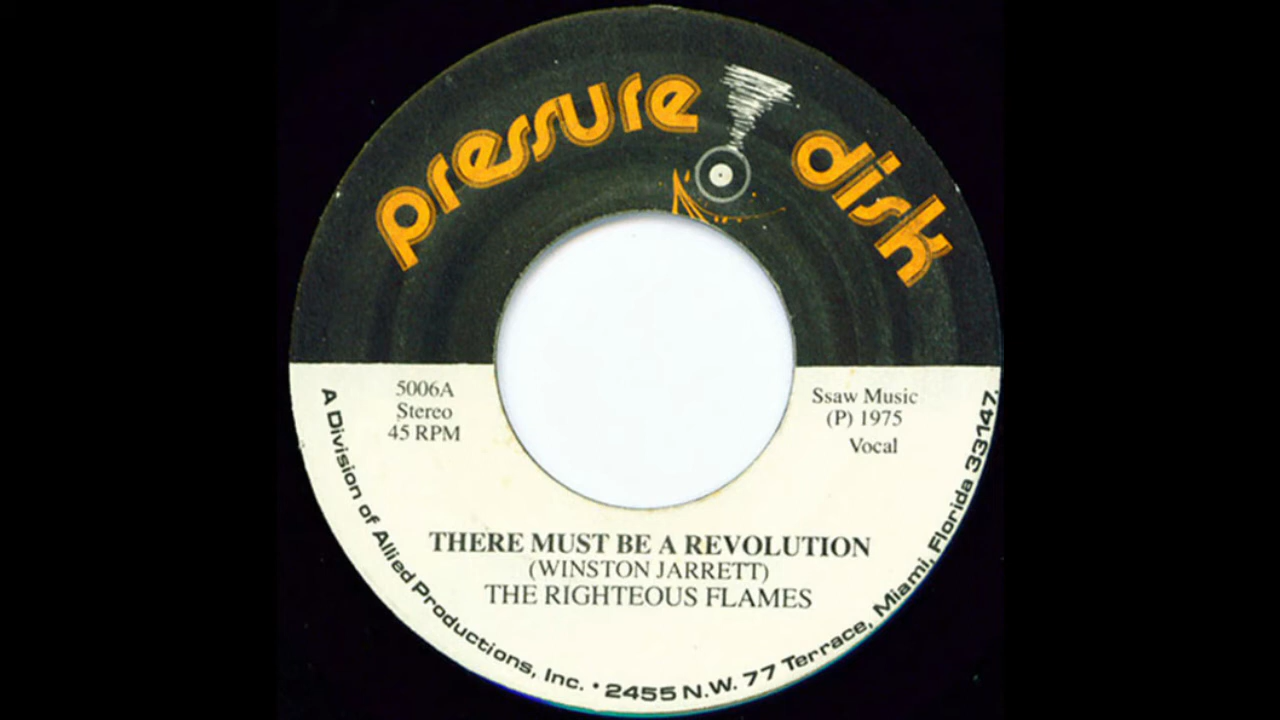 pressure disk
5006A
Stereo
45 RPM
Ssaw Music
(P) 1975
Vocal
THERE MUST BE A REVOLUTION
(WINSTON JARRETT)
THE RIGHTEOUS FLAMES
A Division of Allied Productions, Inc. • 2455 N.W. 77 Terrace, Miami, Florida 33147.